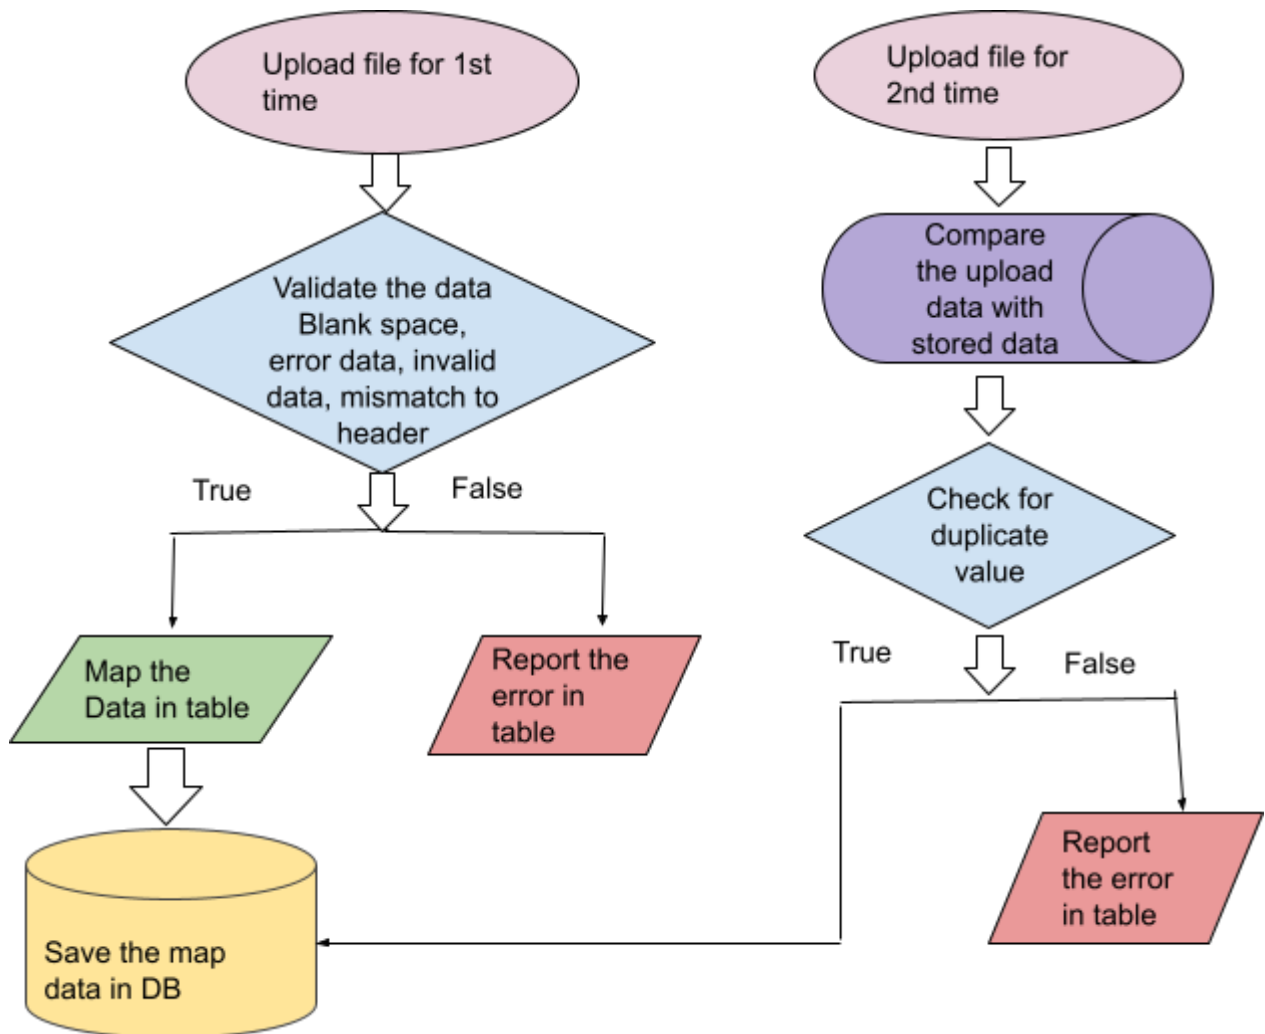 Upload file for 1st
time
Validate the data
Blank space,
error data, invalid
data, mismatch to
header
True
False
Map the
Data in table
Report the
error in
table
Save the map
data in DB
Upload file for
2nd time
Compare
the upload
data with
stored data
Check for
duplicate
value
True
False
Report
the error
in table